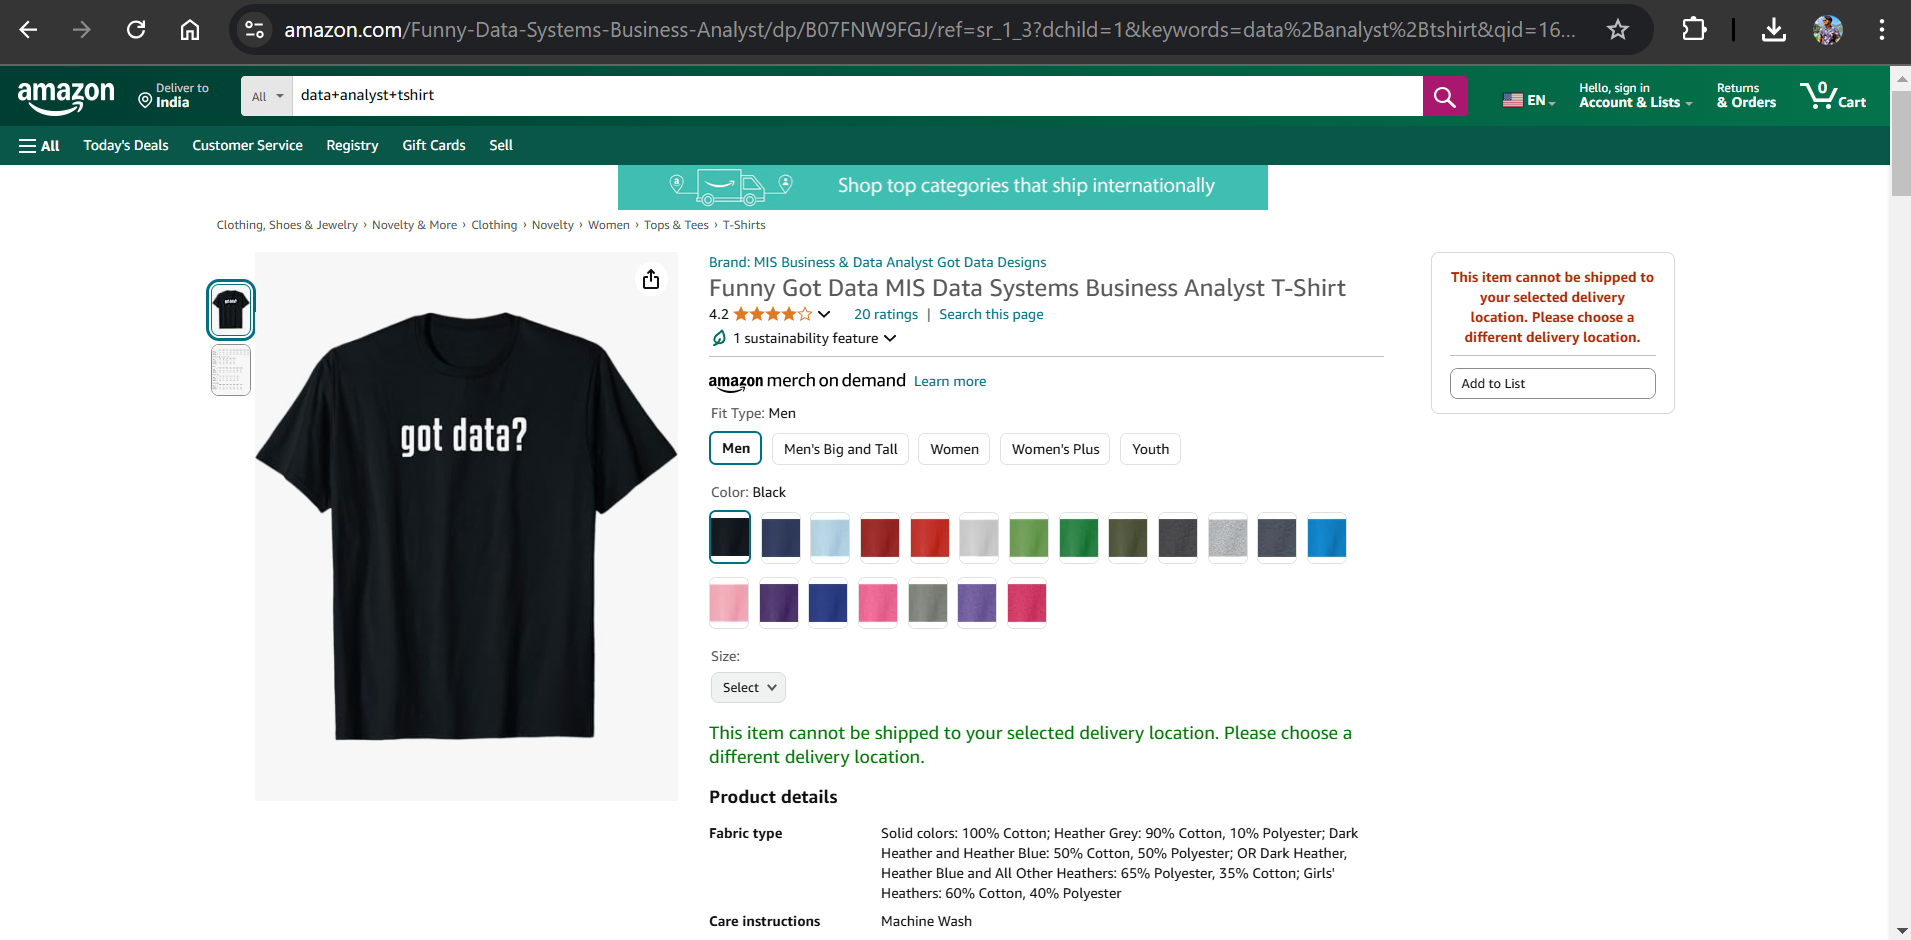 amazon.com/Funny-Data-Systems-Business-Analyst/dp/B07FNW9FGJ/ref=sr_1_3?dchild=1&keywords=data%2Banalyst%2Btshirt&qid=16...
amazon
Deliver to
India
All
data+analyst+tshirt
EN
Hello, sign in
Account & Lists
Returns
& Orders
0
Cart
All
Today's Deals
Customer Service
Registry
Gift Cards
Sell
a
Shop top categories that ship internationally
Clothing, Shoes & Jewelry › Novelty & More › Clothing › Novelty › Women › Tops & Tees › T-Shirts
got data?
got data?
Brand: MIS Business & Data Analyst Got Data Designs
Funny Got Data MIS Data Systems Business Analyst T-Shirt
4.2
20 ratings | Search this page
1 sustainability feature
amazon merch on demand Learn more
Fit Type: Men
Men
Men's Big and Tall
Women
Women's Plus
Youth
Color: Black
Size:
Select
This item cannot be shipped to your selected delivery location. Please choose a
different delivery location.
Product details
Fabric type
Solid colors: 100% Cotton; Heather Grey: 90% Cotton, 10% Polyester; Dark
Heather and Heather Blue: 50% Cotton, 50% Polyester; OR Dark Heather,
Heather Blue and All Other Heathers: 65% Polyester, 35% Cotton; Girls'
Heathers: 60% Cotton, 40% Polyester
Care instructions
Machine Wash
This item cannot be shipped to
your selected delivery
location. Please choose a
different delivery location.
Add to List